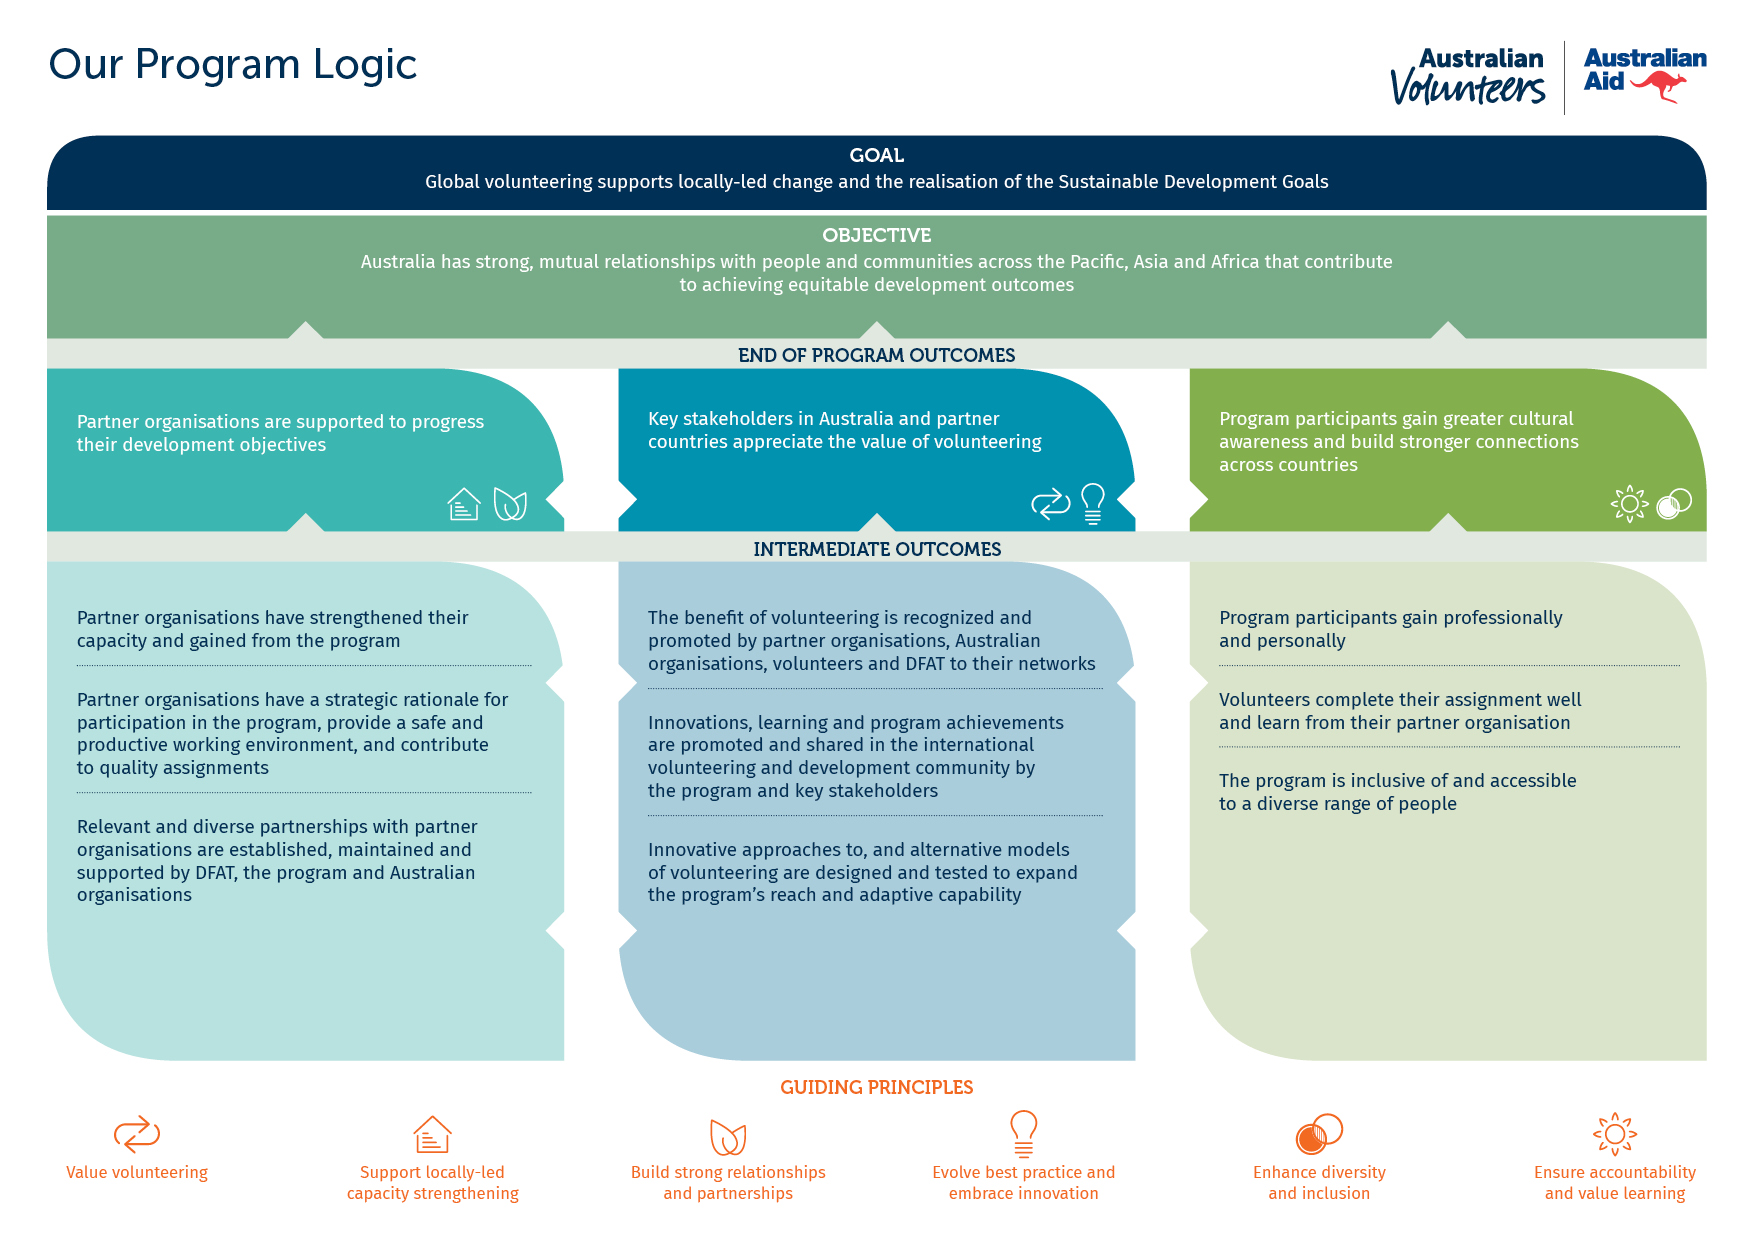 Our Program Logic
Australian
Volunteers
Australian
Aid
GOAL
Global volunteering supports locally-led change and the realisation of the Sustainable Development Goals
OBJECTIVE
Australia has strong, mutual relationships with people and communities across the Pacific, Asia and Africa that contribute
to achieving equitable development outcomes
END OF PROGRAM OUTCOMES
Partner organisations are supported to progress
their development objectives
Key stakeholders in Australia and partner
countries appreciate the value of volunteering
Program participants gain greater cultural
awareness and build stronger connections
across countries
INTERMEDIATE OUTCOMES
Partner organisations have strengthened their
capacity and gained from the program
Partner organisations have a strategic rationale for
participation in the program, provide a safe and
productive working environment, and contribute
to quality assignments
Relevant and diverse partnerships with partner
organisations are established, maintained and
supported by DFAT, the program and Australian
organisations
The benefit of volunteering is recognized and
promoted by partner organisations, Australian
organisations, volunteers and DFAT to their networks
Innovations, learning and program achievements
are promoted and shared in the international
volunteering and development community by
the program and key stakeholders
Innovative approaches to, and alternative models
of volunteering are designed and tested to expand
the program’s reach and adaptive capability
Program participants gain professionally
and personally
Volunteers complete their assignment well
and learn from their partner organisation
The program is inclusive of and accessible
to a diverse range of people
GUIDING PRINCIPLES
Value volunteering
Support locally-led
capacity strengthening
Build strong relationships
and partnerships
Evolve best practice and
embrace innovation
Enhance diversity
and inclusion
Ensure accountability
and value learning